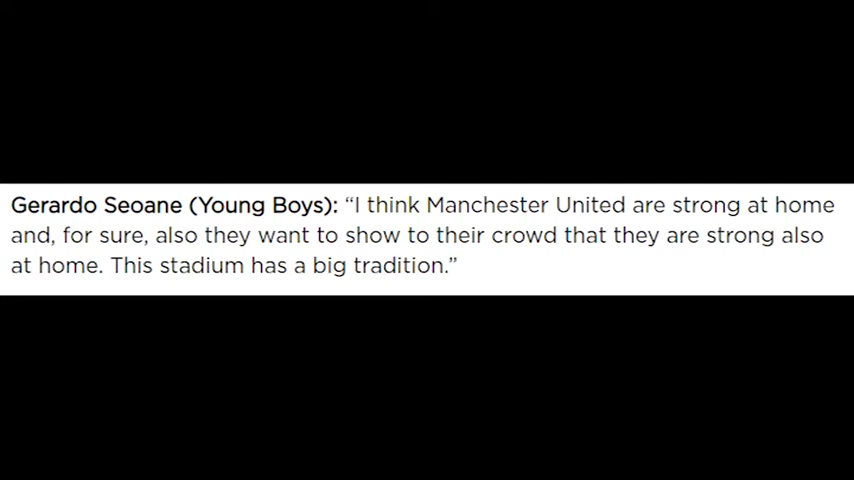 Gerardo Seoane (Young Boys): “I think Manchester United are strong at home
and, for sure, also they want to show to their crowd that they are strong also
at home. This stadium has a big tradition.”